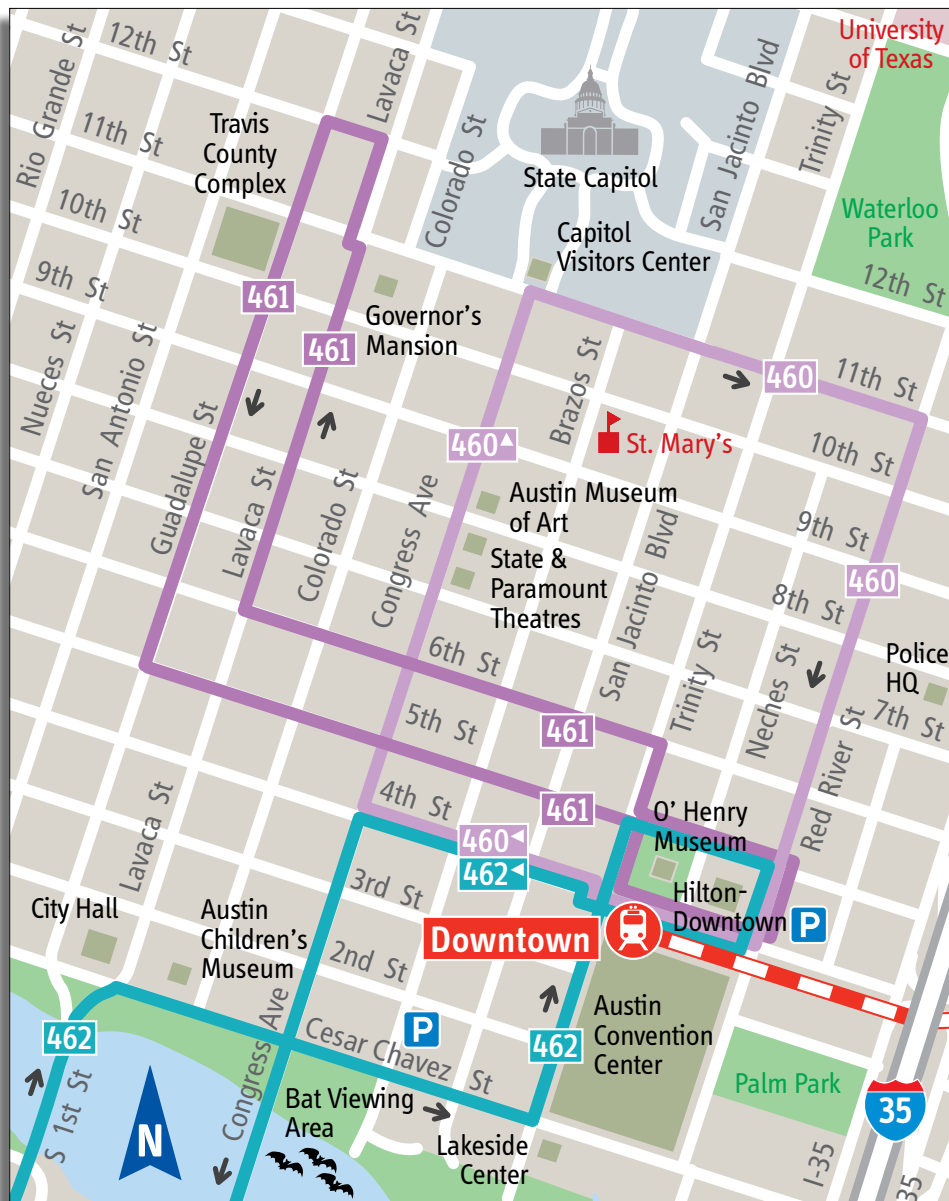 12th St
Lavaca St
University
of Texas
Rio Grande St
11th St
Travis
County
Complex
Colorado St
State Capitol
San Jacinto Blvd
Trinity St
10th St
Capitol
Visitors Center
Waterloo
Park
12th St
9th St
461
461
Governor's
Mansion
Nueces St
San Antonio St
Guadalupe St
Lavaca St
Colorado St
Congress Ave
460
Brazos St
460
11th St
St. Mary's
10th St
Austin Museum
of Art
9th St
State &
Paramount
Theatres
San Jacinto Blvd
460
8th St
6th St
Trinity St
Neches St
Police
HQ
7th St
5th St
461
Red River St
4th St
461
O' Henry
Museum
460
462
Lavaca St
3rd St
City Hall
Austin
Children's
Museum
Hilton-
Downtown
P
Downtown
2nd St
Congress Ave
462
P
Cesar Chavez St
462
Austin
Convention
Center
S 1st St
N
Bat Viewing
Area
Lakeside
Center
Palm Park
35
I-35
35